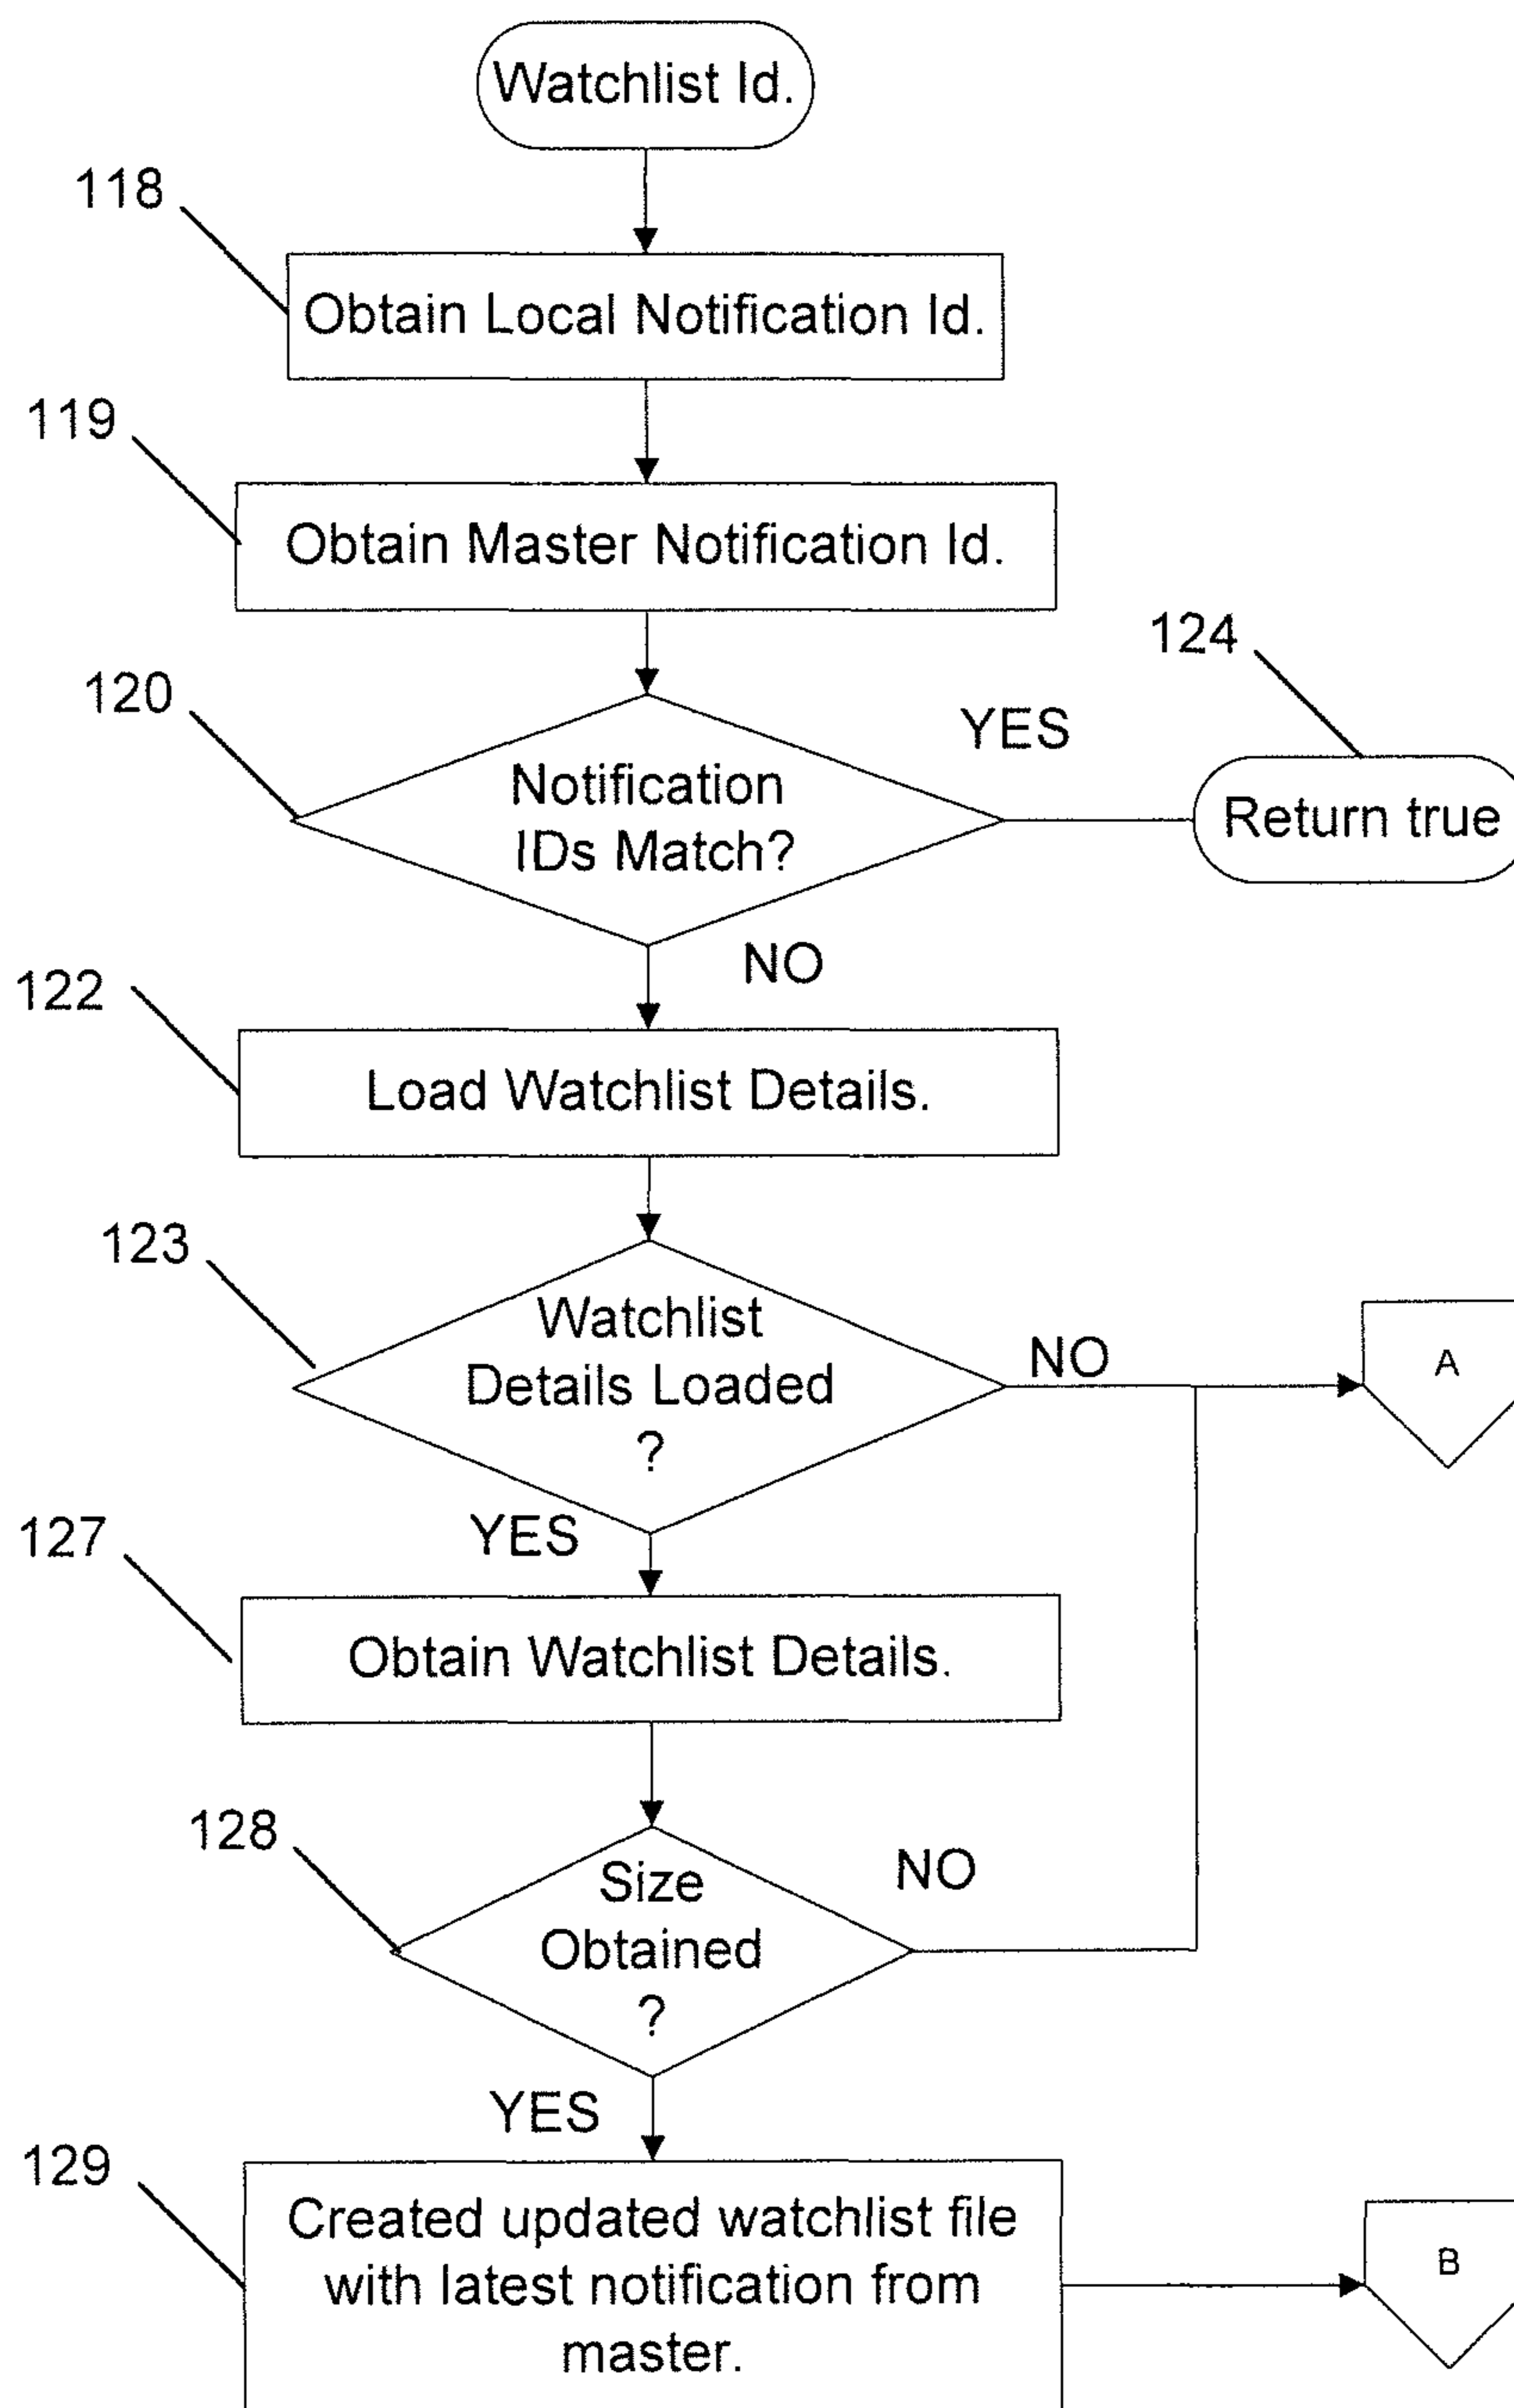 Watchlist Id.
118
Obtain Local Notification Id.
119
Obtain Master Notification Id.
124
120
YES
Notification
IDs Match?
Return true
NO
122
Load Watchlist Details.
123
Watchlist
Details Loaded
?
NO
A
YES
127
Obtain Watchlist Details.
128
Size
Obtained
?
NO
YES
129
Created updated watchlist file
with latest notification from
master.
B